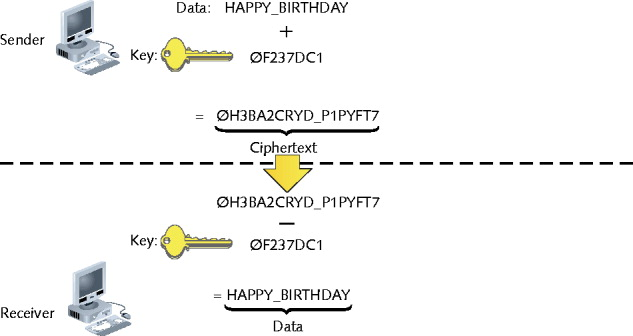 Data: HAPPY_BIRTHDAY
+
Sender
Key: ØF237DC1
= ØH3BA2CRYD_P1PYFT7
Ciphertext
ØH3BA2CRYD_P1PYFT7
–
Key: ØF237DC1
= HAPPY_BIRTHDAY
Receiver
Data